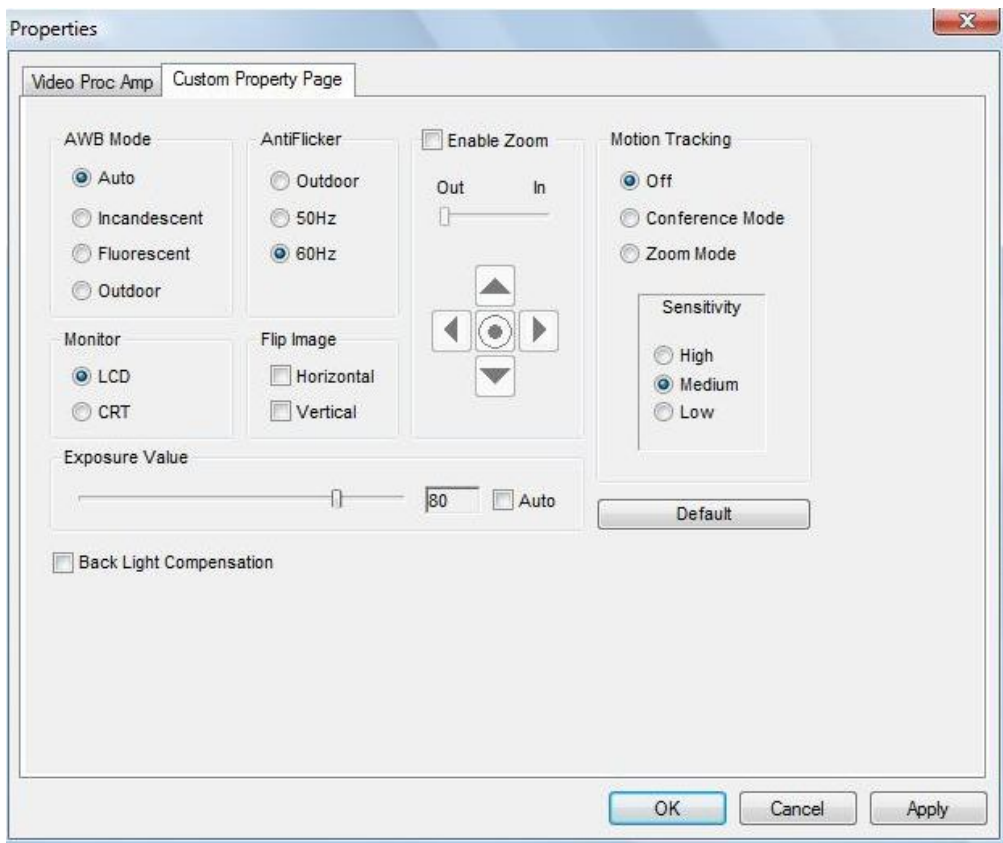 Properties
X
Video Proc Amp
Custom Property Page
AWB Mode
Auto
Incandescent
Fluorescent
Outdoor
AntiFlicker
Outdoor
50Hz
60Hz
Enable Zoom
Out In
Motion Tracking
Off
Conference Mode
Zoom Mode
Sensitivity
High
Medium
Low
Monitor
LCD
CRT
Flip Image
Horizontal
Vertical
Exposure Value
80
Auto
Default
Back Light Compensation
OK
Cancel
Apply